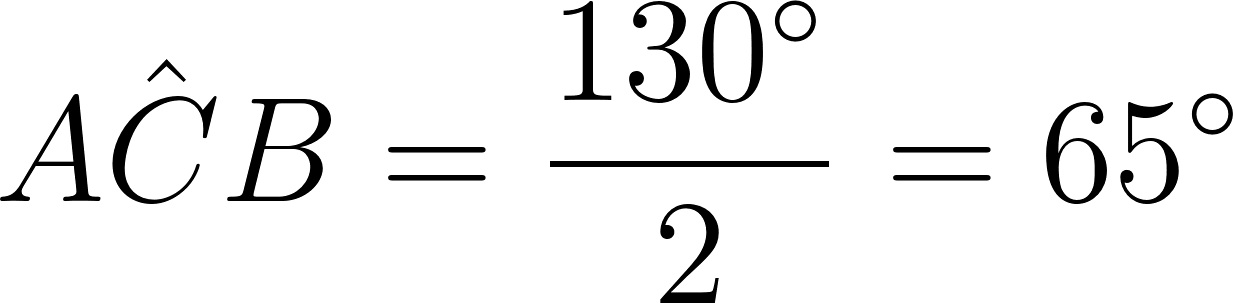 AĈB = 130°/2 = 65°